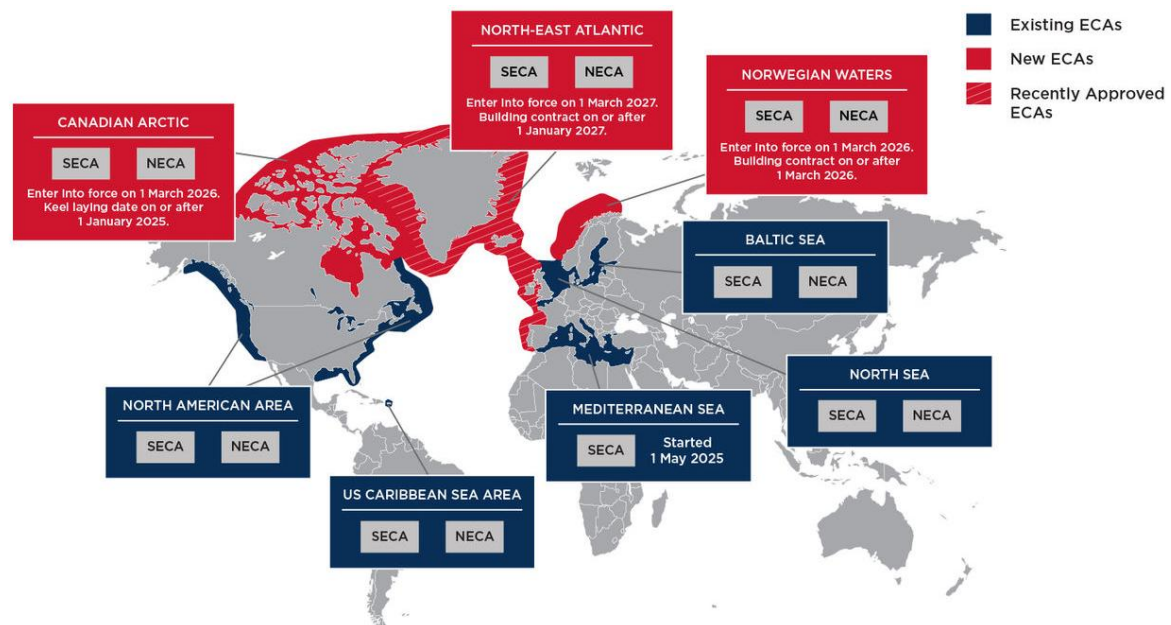 NORTH-EAST ATLANTIC
SECA NECA
Enter into force on 1 March 2027.
Building contract on or after
1 January 2027.
Existing ECAs
New ECAs
Recently Approved
ECAs
CANADIAN ARCTIC
SECA NECA
Enter into force on 1 March 2026.
Keel laying date on or after
1 January 2025.
NORWEGIAN WATERS
SECA NECA
Enter into force on 1 March 2026.
Building contract on or after
1 March 2026.
BALTIC SEA
SECA NECA
NORTH SEA
SECA NECA
NORTH AMERICAN AREA
SECA NECA
MEDITERRANEAN SEA
SECA Started
1 May 2025
US CARIBBEAN SEA AREA
SECA NECA